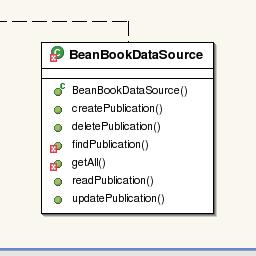 BeanBookDataSource
BeanBookDataSource()
createPublication()
deletePublication()
findPublication()
getAll()
readPublication()
updatePublication()